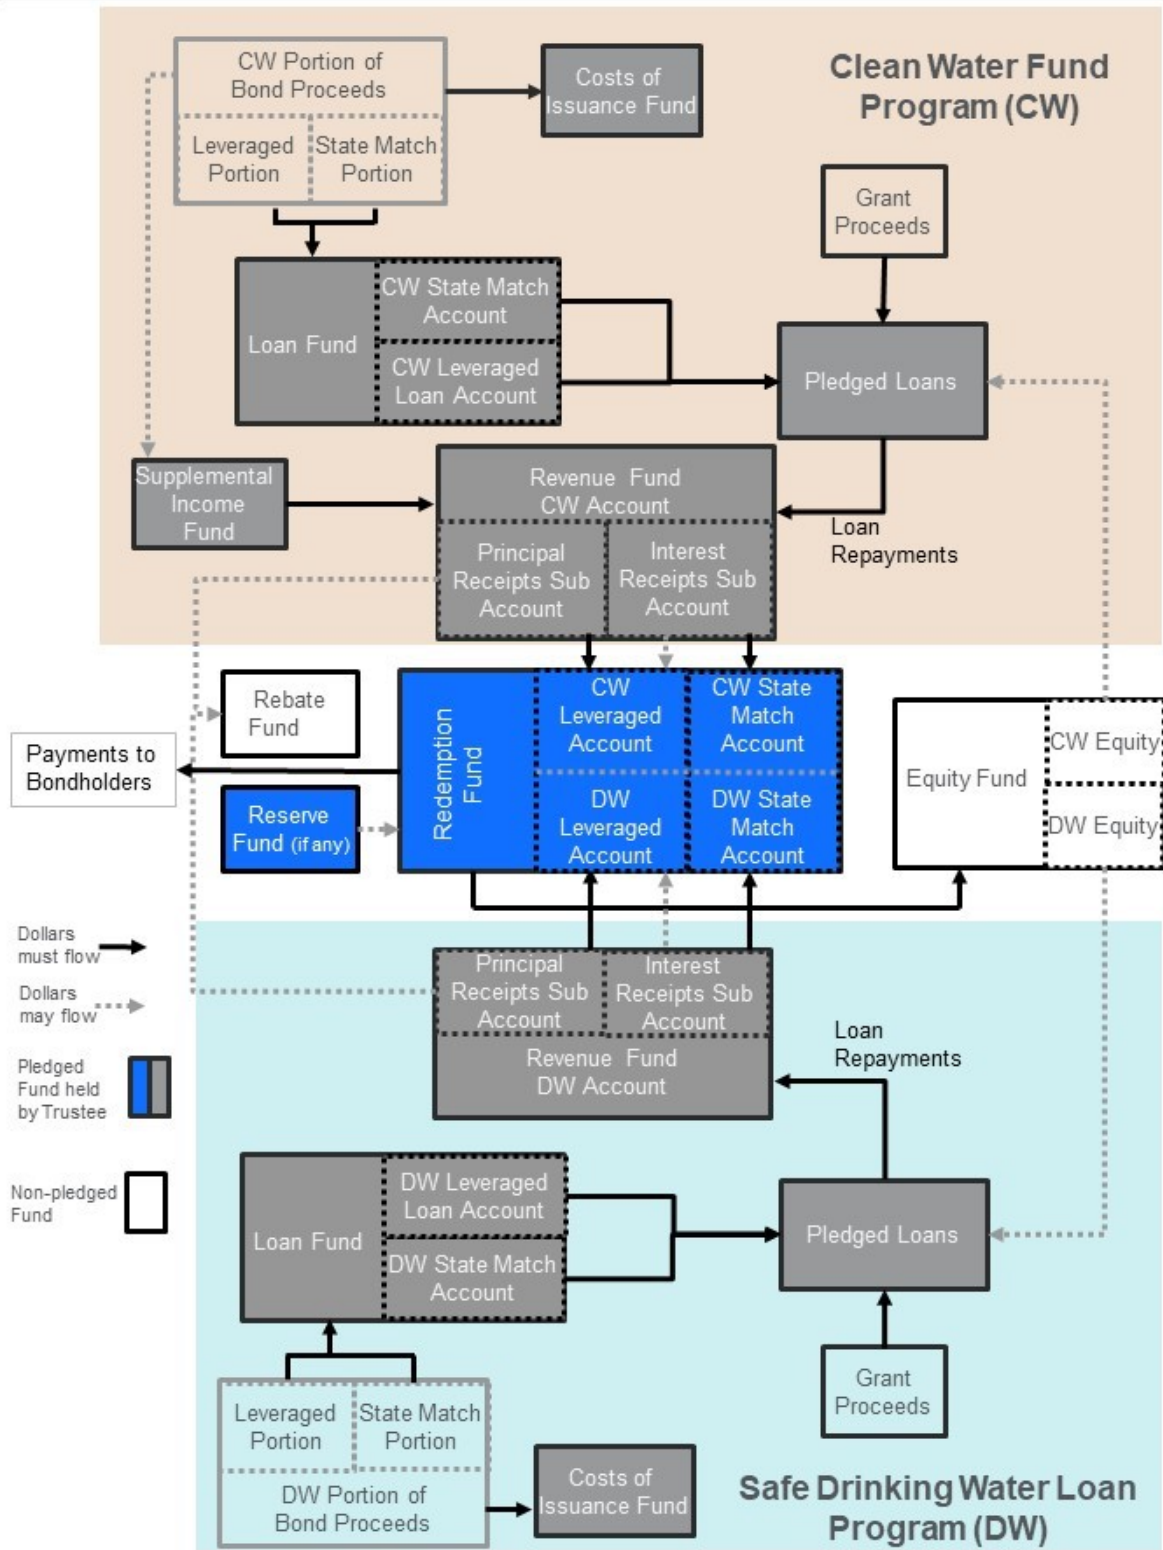 Clean Water Fund
Program (CW)
CW Portion of
Bond Proceeds
Leveraged
Portion
State Match
Portion
Costs of
Issuance Fund
Grant
Proceeds
Loan Fund
CW State Match
Account
CW Leveraged
Loan Account
Pledged Loans
Supplemental
Income
Fund
Revenue Fund
CW Account
Principal
Receipts Sub
Account
Interest
Receipts Sub
Account
Loan
Repayments
Rebate
Fund
Payments to
Bondholders
Reserve
Fund (if any)
Redemption
Fund
CW
Leveraged
Account
CW State
Match
Account
DW
Leveraged
Account
DW State
Match
Account
Equity Fund
CW Equity
DW Equity
Dollars
must flow
Dollars
may flow
Pledged
Fund held
by Trustee
Non-pledged
Fund
Principal
Receipts Sub
Account
Interest
Receipts Sub
Account
Revenue Fund
DW Account
Loan
Repayments
Loan Fund
DW Leveraged
Loan Account
DW State Match
Account
Pledged Loans
Grant
Proceeds
Leveraged
Portion
State Match
Portion
DW Portion of
Bond Proceeds
Costs of
Issuance Fund
Safe Drinking Water Loan
Program (DW)